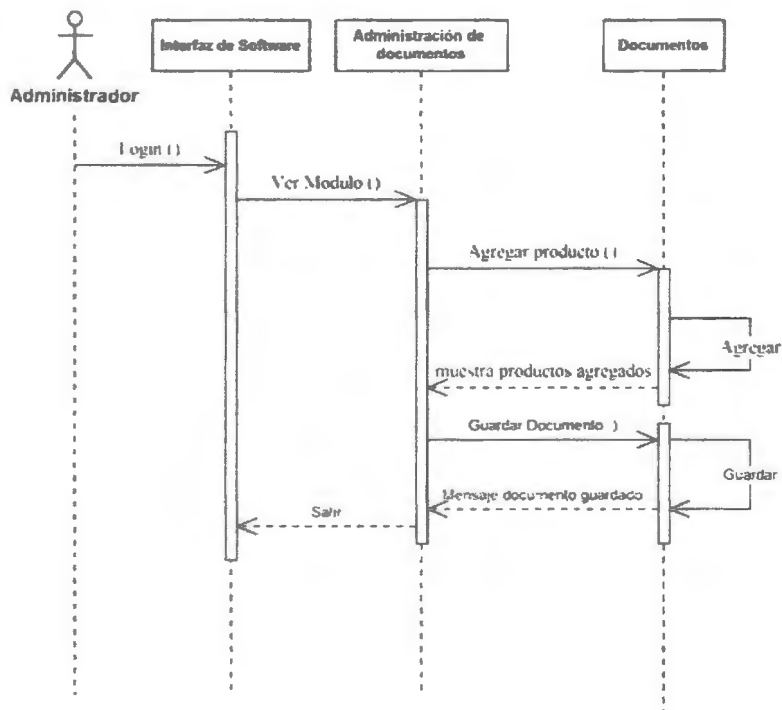 Interfaz de Software
Administración de
documentos
Documentos
Administrador
Login ()
Ver Modulo ()
Agregar producto ()
Agregar
muestra productos agregados
Guardar Documento )
Guardar
Mensaje documento guardado
Salir